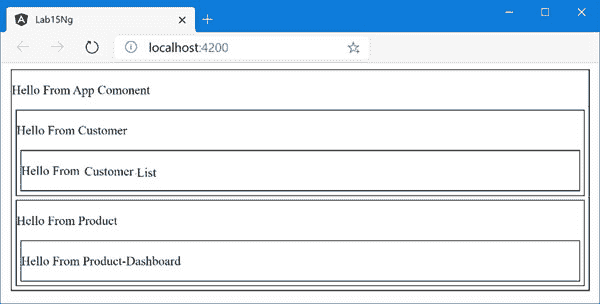 Lab15Ng
localhost:4200
Hello From App Comonent
Hello From Customer
Hello From Customer List
Hello From Product
Hello From Product-Dashboard